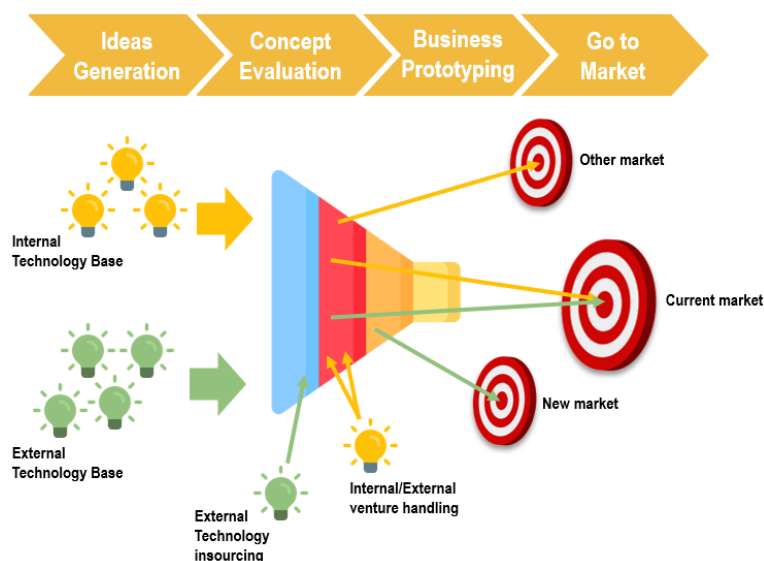 Ideas
Generation
Concept
Evaluation
Business
Prototyping
Go to
Market
Other market
Internal
Technology Base
Current market
New market
External
Technology Base
Internal/External
venture handling
External
Technology
insourcing